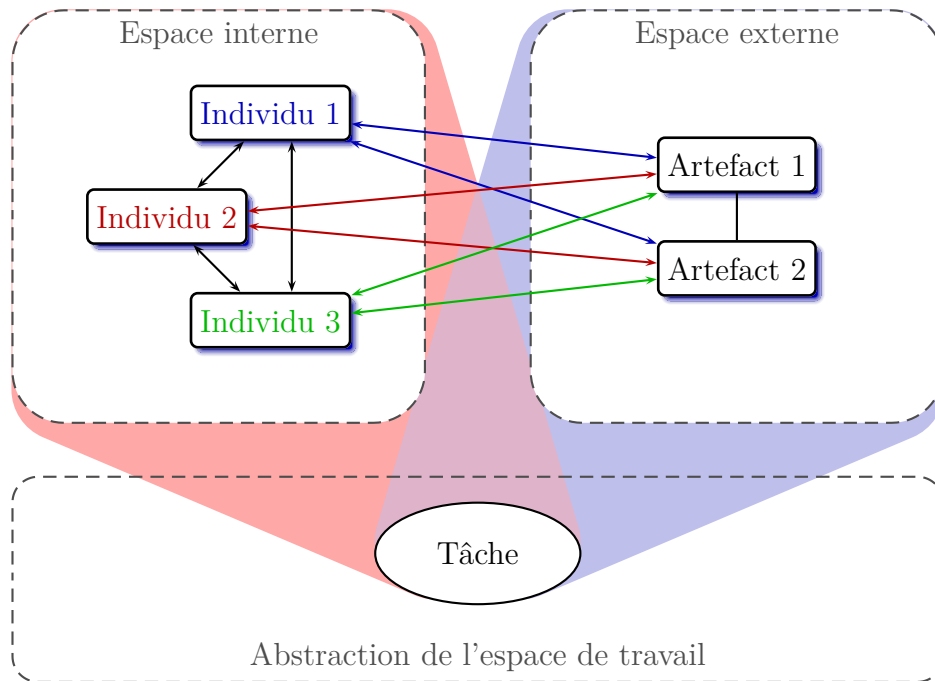 Espace interne
Espace externe
Individu 1
Artefact 1
Individu 2
Artefact 2
Individu 3
Tâche
Abstraction de l'espace de travail